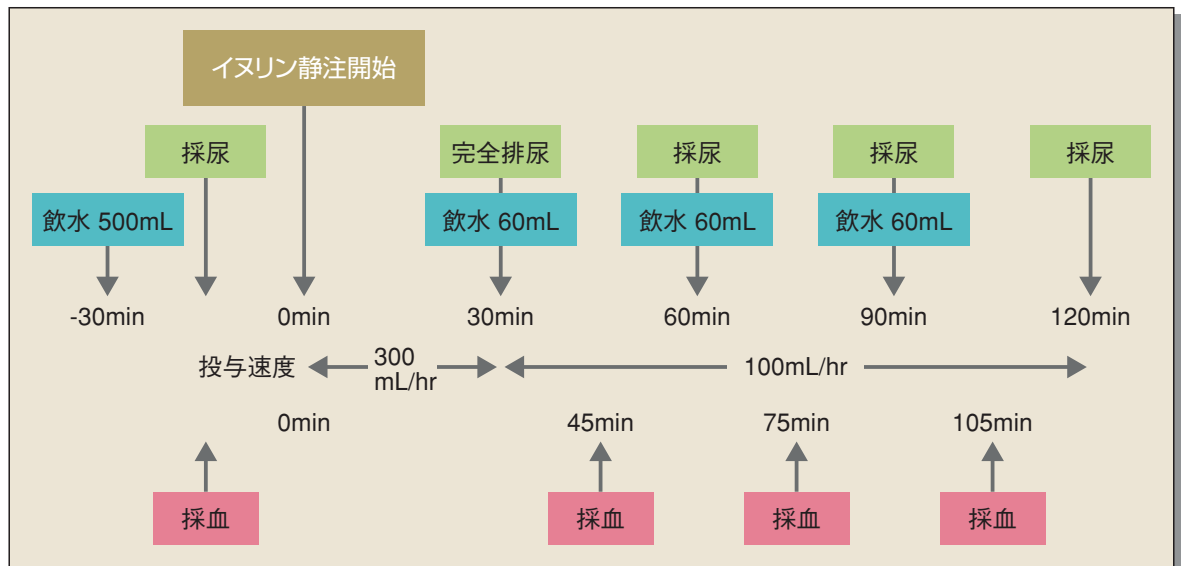 イヌリン静注開始
採尿
完全排尿
採尿
採尿
採尿
飲水 500mL
飲水 60mL
飲水 60mL
飲水 60mL
-30min
0min
30min
60min
90min
120min
投与速度
300
mL/hr
100mL/hr
0min
45min
75min
105min
採血
採血
採血
採血